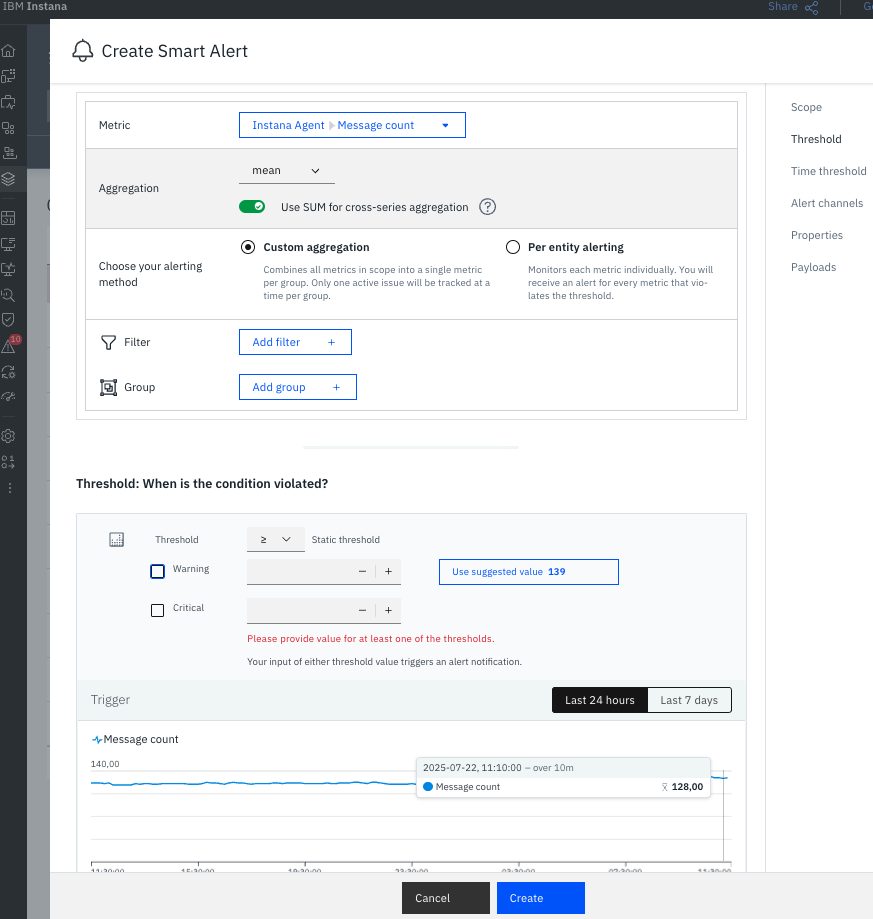 IBM Instana
Share
Create Smart Alert
Metric
Instana Agent Message count
Aggregation
mean
Use SUM for cross-series aggregation
Choose your alerting
method
Custom aggregation
Combines all metrics in scope into a single metric
per group. Only one active issue will be tracked at a
time per group.
Per entity alerting
Monitors each metric individually. You will
receive an alert for every metric that vio-
lates the threshold.
Filter
Add filter +
Group
Add group +
Scope
Threshold
Time threshold
Alert channels
Properties
Payloads
10
Threshold: When is the condition violated?
Threshold ≥ Static threshold
Warning − + Use suggested value 139
Critical − +
Please provide value for at least one of the thresholds.
Your input of either threshold value triggers an alert notification.
Trigger
Last 24 hours Last 7 days
Message count
140,00
2025-07-22, 11:10:00 – over 10m
Message count 128,00
11:30:00 15:30:00 19:30:00 23:30:00 03:30:00 07:30:00 11:30:00
Cancel Create